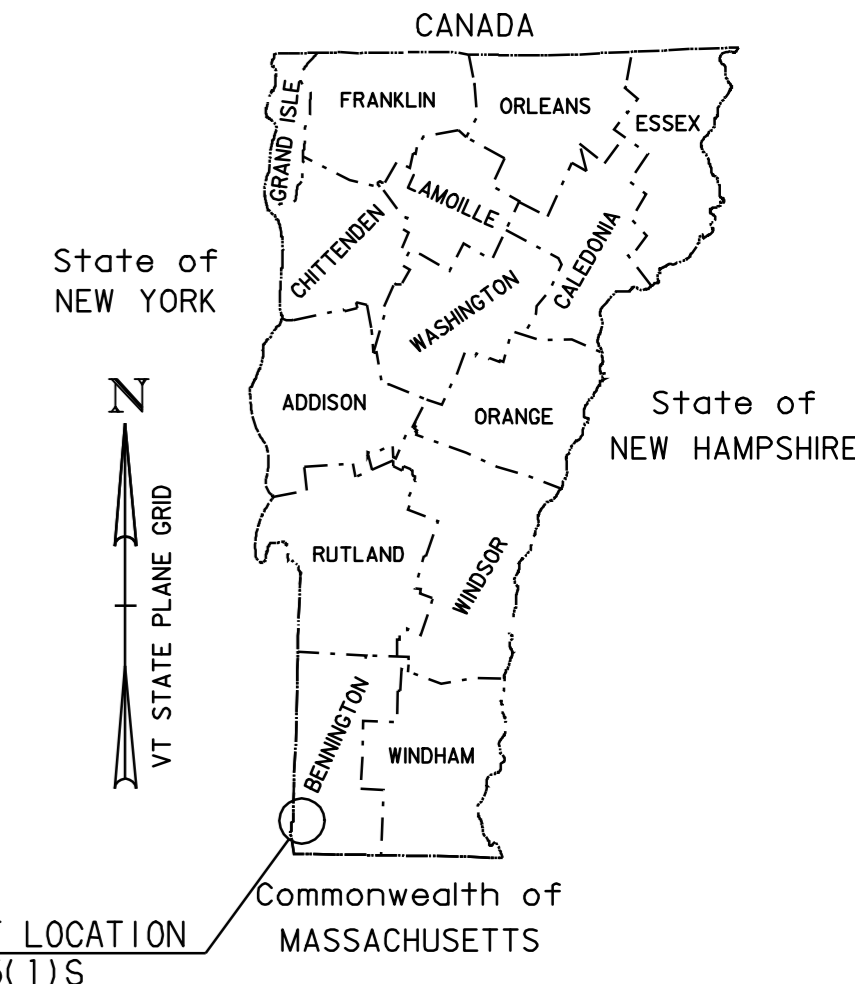 CANADA
GRAND ISLE
FRANKLIN
ORLEANS
ESSEX
LAMOILLE
CHITTENDEN
CALEDONIA
State of
NEW YORK
WASHINGTON
N
ADDISON
ORANGE
State of
NEW HAMPSHIRE
VT STATE PLANE GRID
RUTLAND
WINDSOR
BENNINGTON
WINDHAM
Commonwealth of
MASSACHUSETTS
LOCATION
(1)S